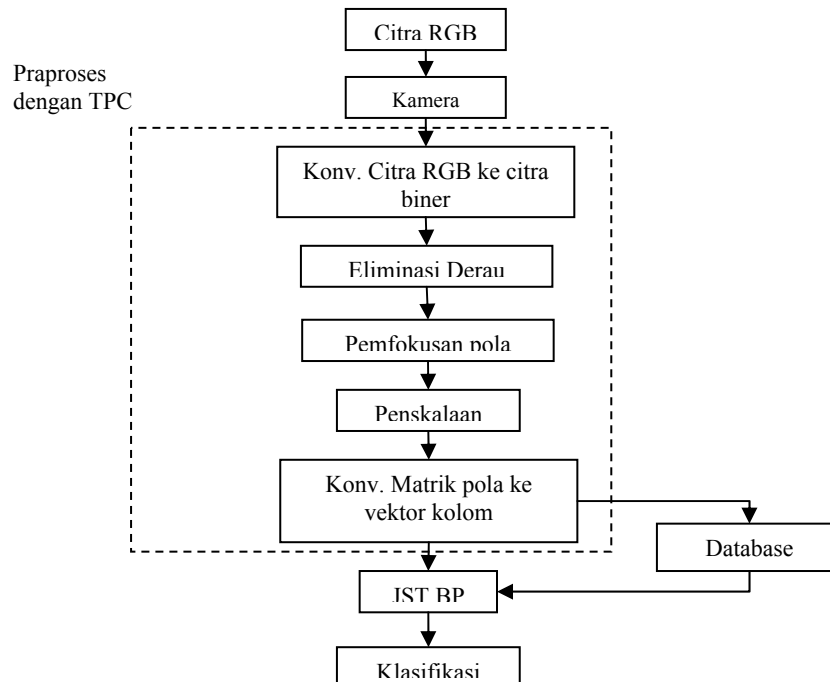 Citra RGB
Praproses
dengan TPC
Kamera
Konv. Citra RGB ke citra
biner
Eliminasi Derau
Pemfokusan pola
Penskalaan
Konv. Matrik pola ke
vektor kolom
Database
JST BP
Klasifikasi